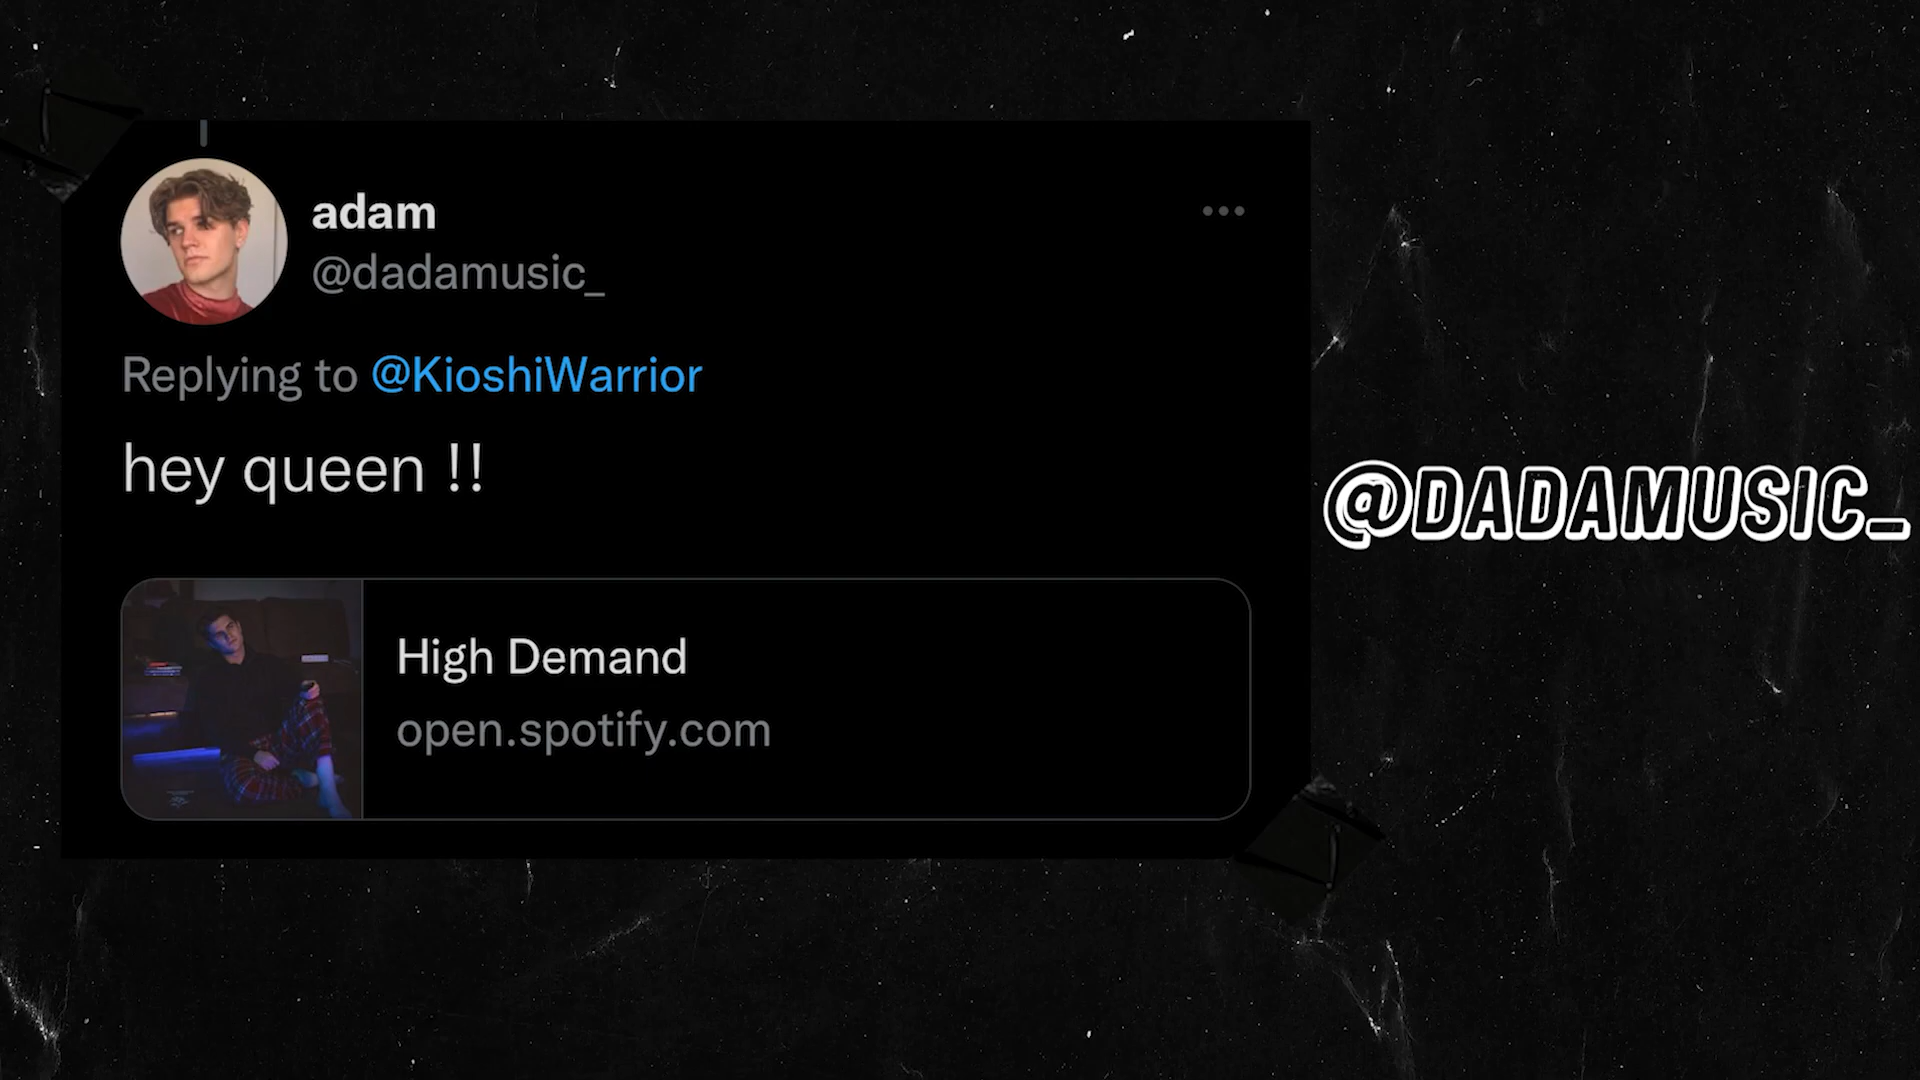 adam
@dadamusic_
Replying to @KioshiWarrior
hey queen !!
High Demand
open.spotify.com
@DADAMUSIC_